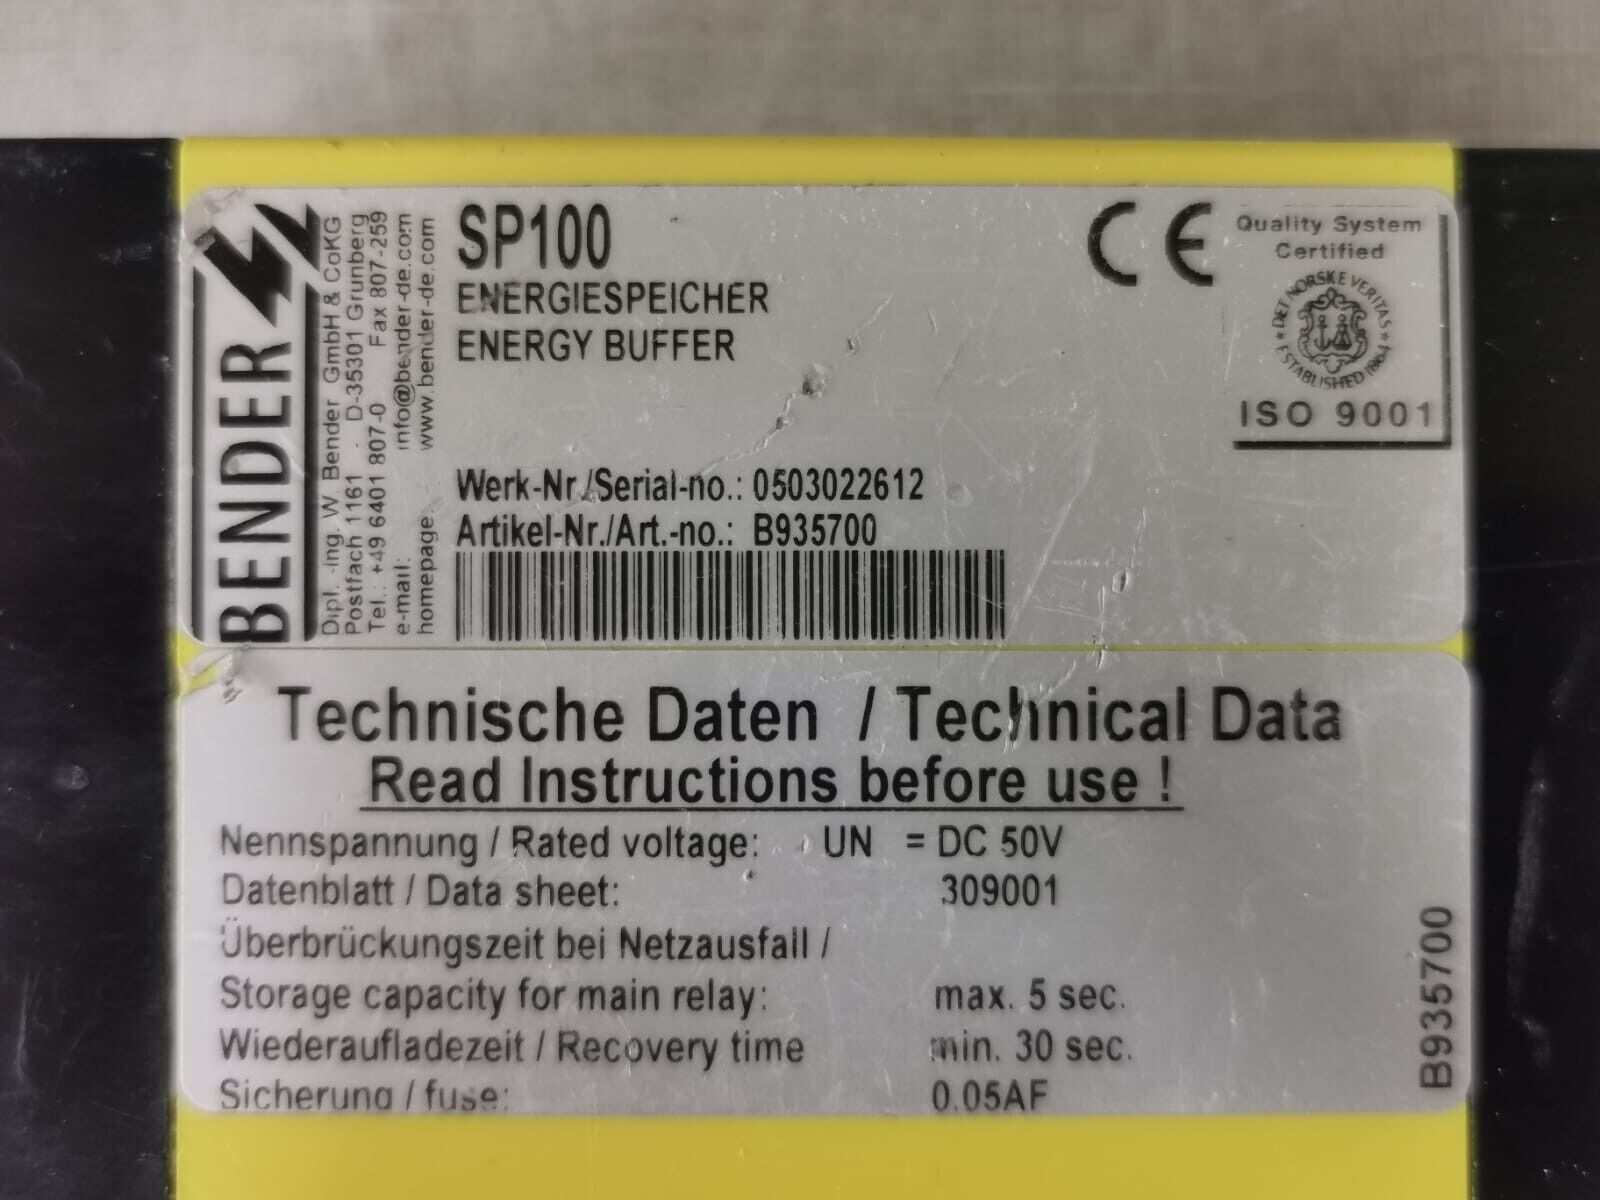 BENDER
Dipl. -Ing. W. Bender GmbH & CoKG
Postfach 1161 . D-35301 Grunberg
Tel.: +49 6401 807-0 Fax 807-259
e-mail: info@bender-de.com
homepage: www.bender-de.com
SP100
ENERGIESPEICHER
ENERGY BUFFER
CE
Quality System
Certified
DET NORSKE VERITAS
ESTABLISHED 1864
ISO 9001
Werk-Nr./Serial-no.: 0503022612
Artikel-Nr./Art.-no.: B935700
Technische Daten / Technical Data
Read Instructions before use !
Nennspannung / Rated voltage: UN = DC 50V
Datenblatt / Data sheet: 309001
Überbrückungszeit bei Netzausfall /
Storage capacity for main relay: max. 5 sec.
Wiederaufladezeit / Recovery time min. 30 sec.
Sicherung / fuse: 0.05AF
B935700